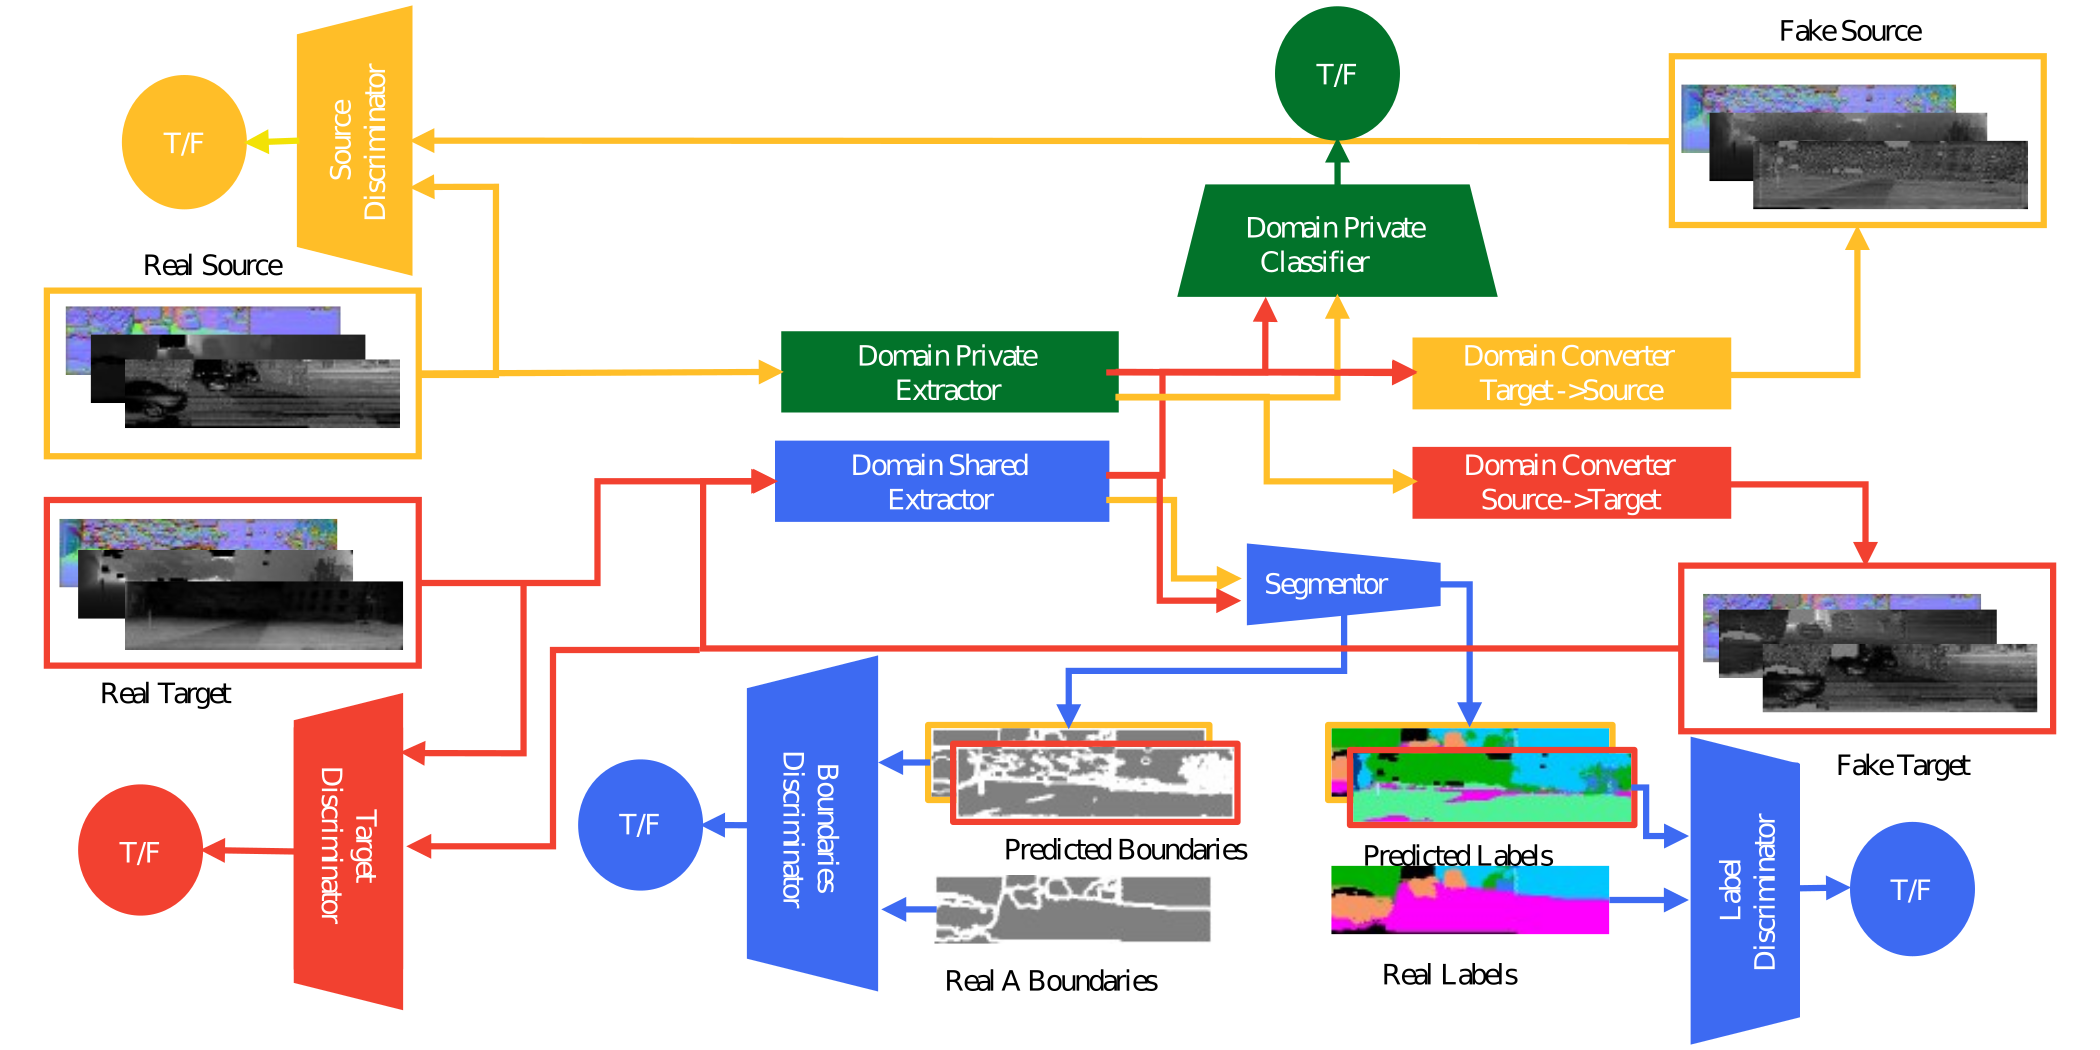 Fake Source
T/F
T/F
Source
Discriminator
Domain Private
Classifier
Real Source
Domain Private
Extractor
Domain Converter
Target ->Source
Domain Shared
Extractor
Domain Converter
Source->Target
Segmentor
Real Target
Fake Target
Target
Discriminator
T/F
Boundaries
Discriminator
T/F
Predicted Boundaries
Predicted Labels
Label
Discriminator
T/F
Real A Boundaries
Real Labels